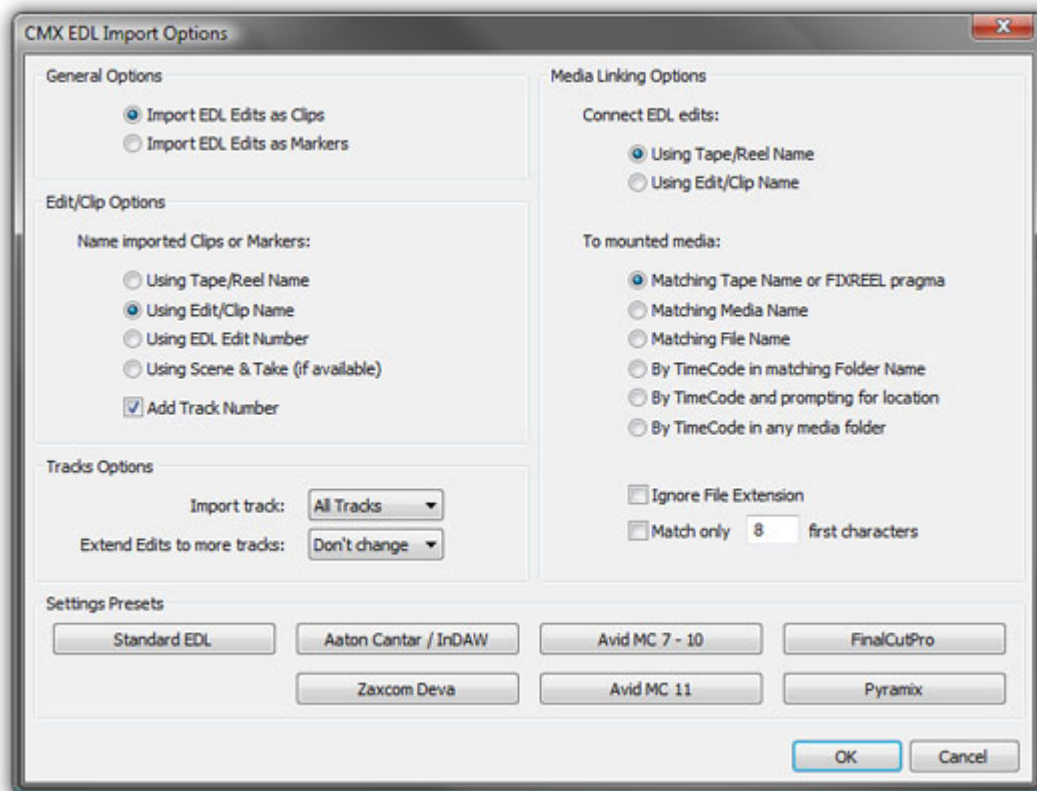 CMX EDL Import Options
General Options
Import EDL Edits as Clips
Import EDL Edits as Markers
Edit/Clip Options
Name imported Clips or Markers:
Using Tape/Reel Name
Using Edit/Clip Name
Using EDL Edit Number
Using Scene & Take (if available)
Add Track Number
Tracks Options
Import track: All Tracks
Extend Edits to more tracks: Don't change
Media Linking Options
Connect EDL edits:
Using Tape/Reel Name
Using Edit/Clip Name
To mounted media:
Matching Tape Name or FIXREEL pragma
Matching Media Name
Matching File Name
By TimeCode in matching Folder Name
By TimeCode and prompting for location
By TimeCode in any media folder
Ignore File Extension
Match only 8 first characters
Settings Presets
Standard EDL Aaton Cantar / InDAW Avid MC 7 - 10 FinalCutPro
Zaxcom Deva Avid MC 11 Pyramix
OK Cancel